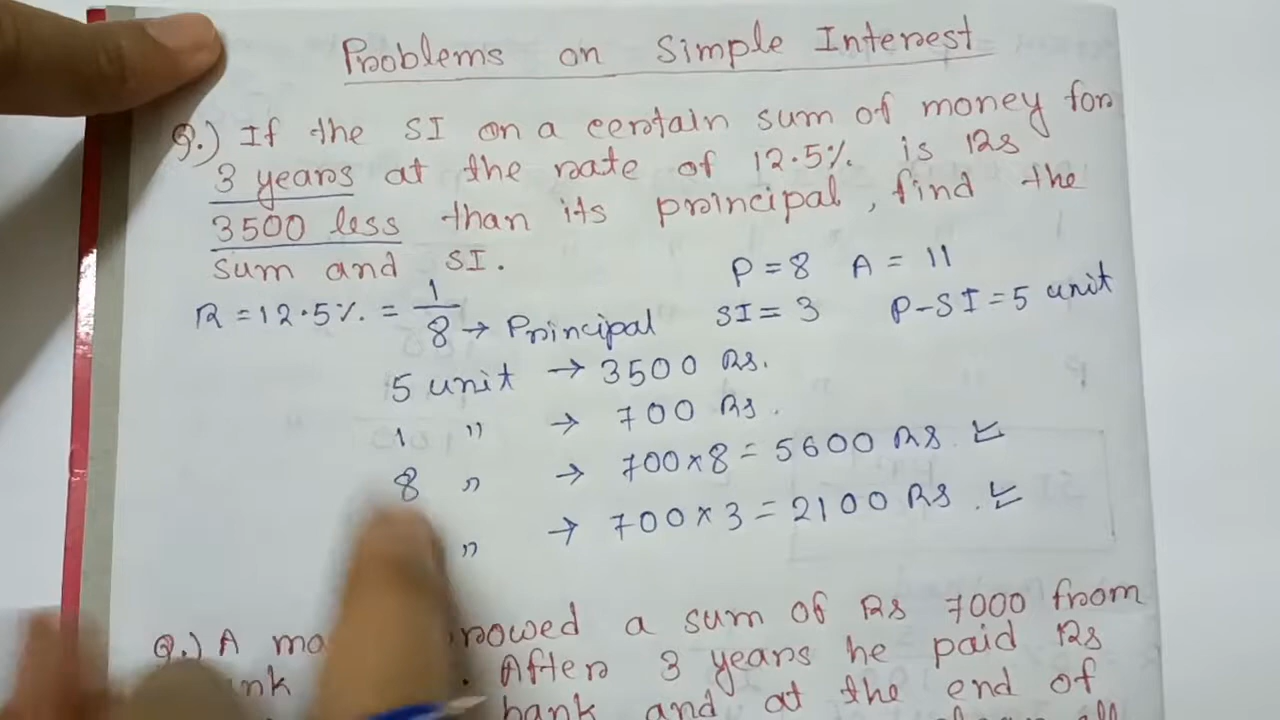 Problems on Simple Interest
Q.) If the SI on a certain sum of money for
3 years at the rate of 12.5% is Rs
3500 less than its principal, find the
sum and SI.
P = 8 A = 11
R = 12.5% = 1/8 → Principal SI = 3 P-SI = 5 unit
5 unit → 3500 Rs.
1 " → 700 Rs.
8 " → 700×8 = 5600 Rs.
" → 700×3 = 2100 Rs.
Q.) A a sum of Rs 7000 from
. After 3 years he paid Rs
bank and at the end of